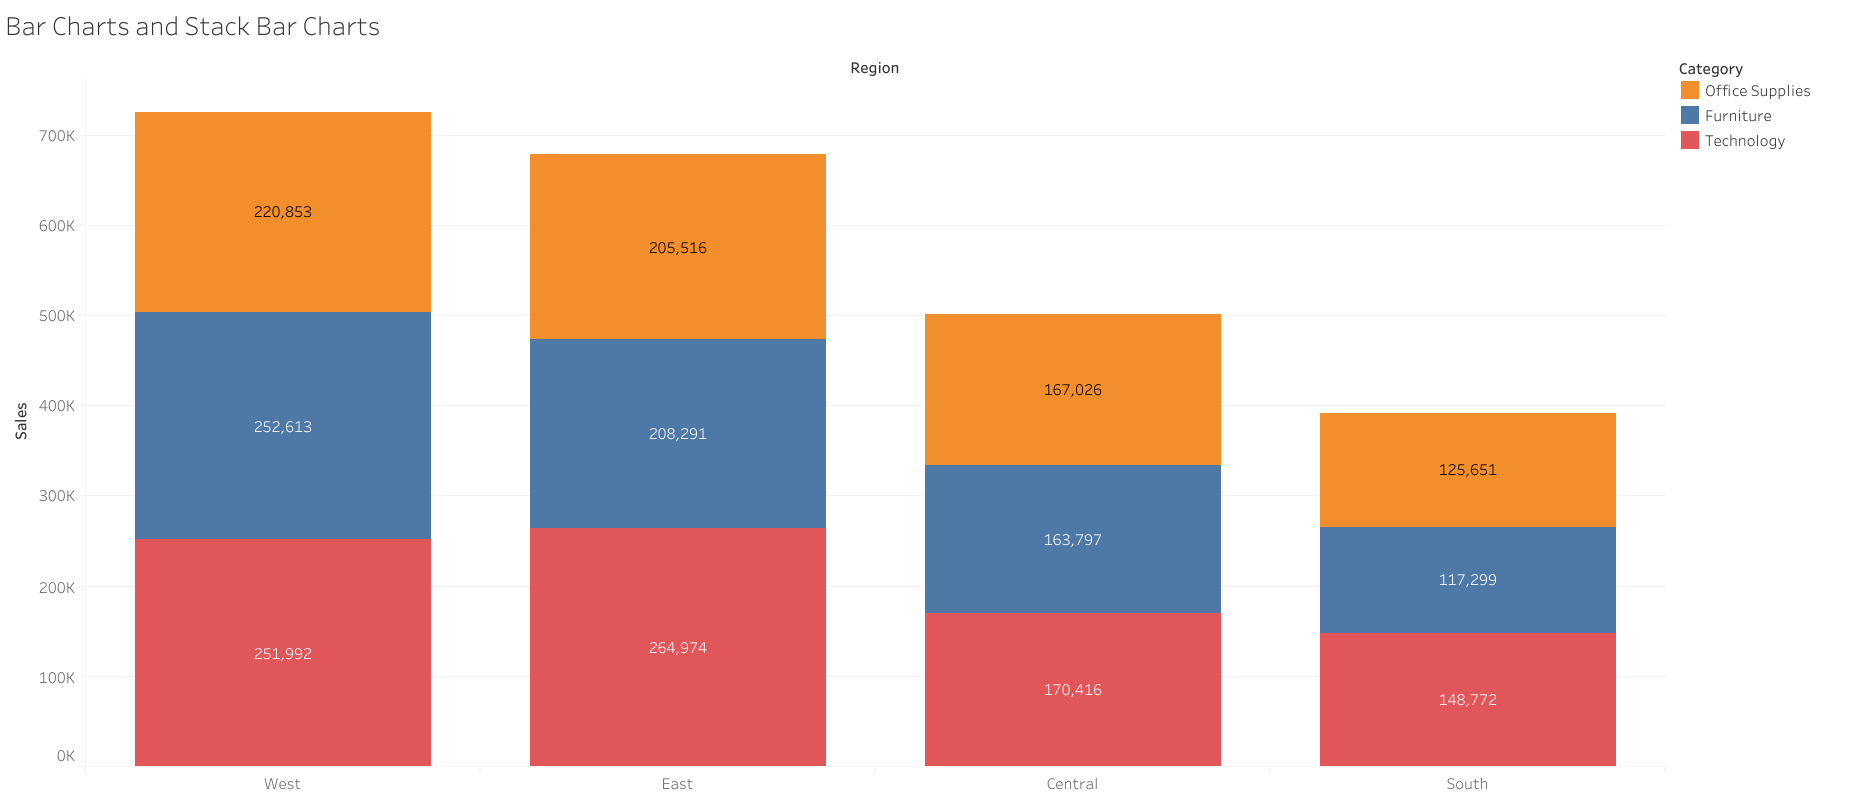 Bar Charts and Stack Bar Charts
Region
Category
Office Supplies
Furniture
Technology
Sales
700K
600K
500K
400K
300K
200K
100K
0K
220,853
252,613
251,992
205,516
208,291
264,974
167,026
163,797
170,416
125,651
117,299
148,772
West
East
Central
South